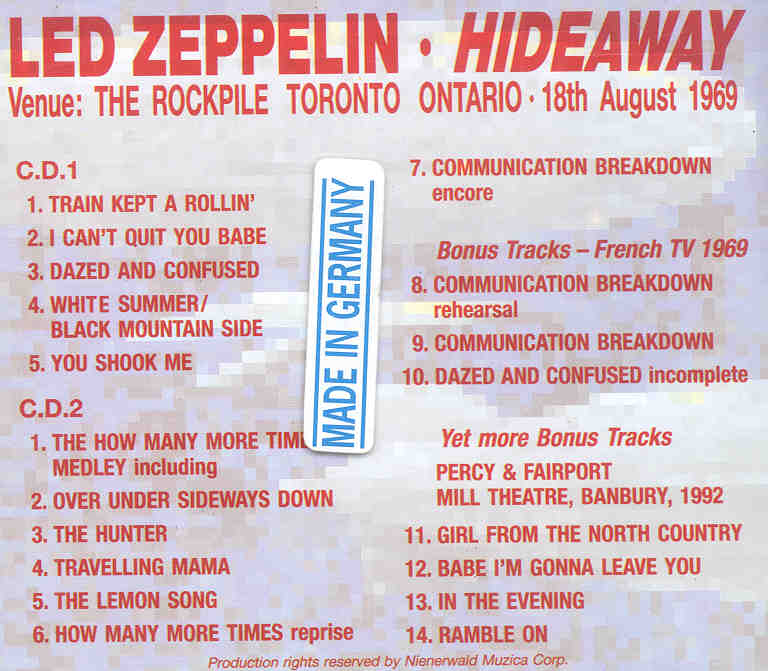 LED ZEPPELIN · HIDEAWAY
Venue: THE ROCKPILE TORONTO ONTARIO · 18th August 1969
C.D.1
1. TRAIN KEPT A ROLLIN'
2. I CAN'T QUIT YOU BABE
3. DAZED AND CONFUSED
4. WHITE SUMMER/
BLACK MOUNTAIN SIDE
5. YOU SHOOK ME
C.D.2
1. THE HOW MANY MORE
MEDLEY including
2. OVER UNDER SIDEWAYS DOWN
3. THE HUNTER
4. TRAVELLING MAMA
5. THE LEMON SONG
6. HOW MANY MORE TIMES reprise
MADE IN GERMANY
7. COMMUNICATION BREAKDOWN
encore
Bonus Tracks – French TV 1969
8. COMMUNICATION BREAKDOWN
rehearsal
9. COMMUNICATION BREAKDOWN
10. DAZED AND CONFUSED incomplete
Yet more Bonus Tracks
PERCY & FAIRPORT
MILL THEATRE, BANBURY, 1992
11. GIRL FROM THE NORTH COUNTRY
12. BABE I'M GONNA LEAVE YOU
13. IN THE EVENING
14. RAMBLE ON
Production rights reserved by Nienerwald Muzica Corp.